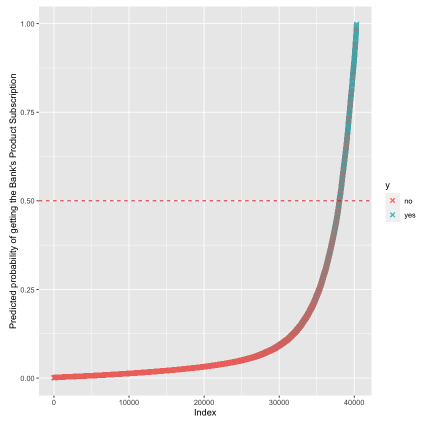 1.00
0.75
0.50
0.25
0.00
Predicted probability of getting the Bank's Product Subscription
0
10000
20000
30000
40000
Index
y
no
yes